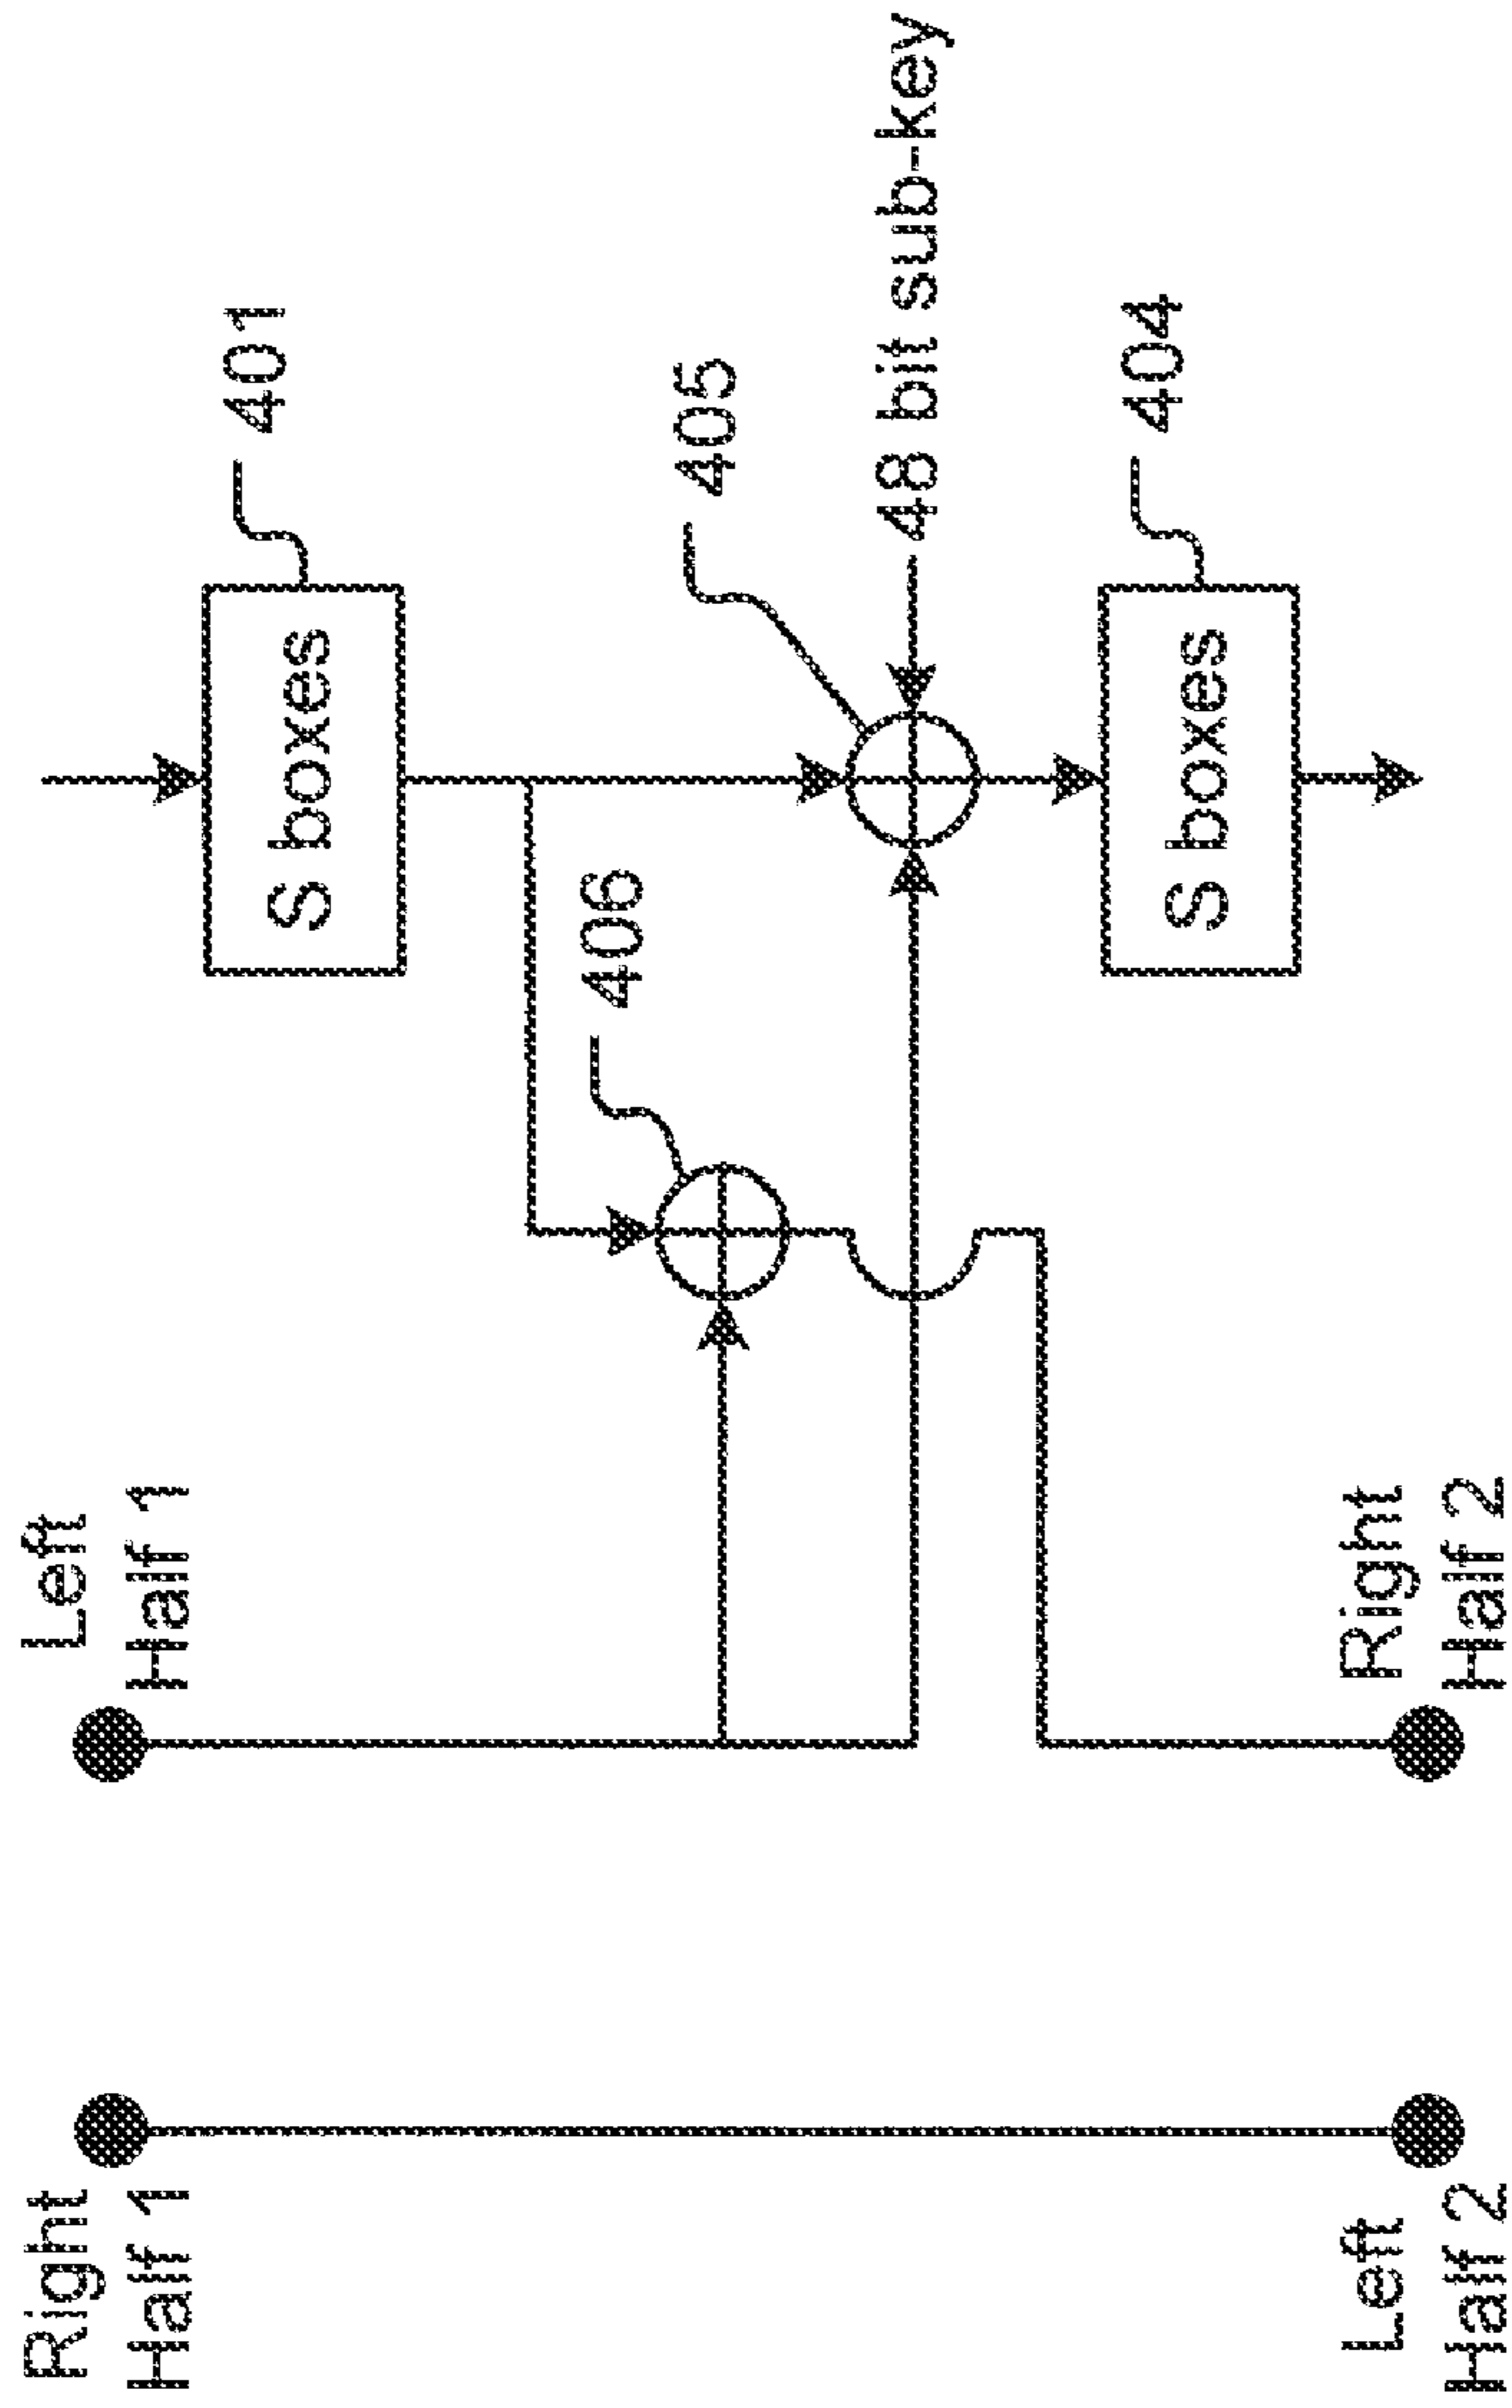 Right
Half 1
Left
Half 1
S boxes
401
406
405
48 bit sub-key
S boxes
404
Left
Half 2
Right
Half 2